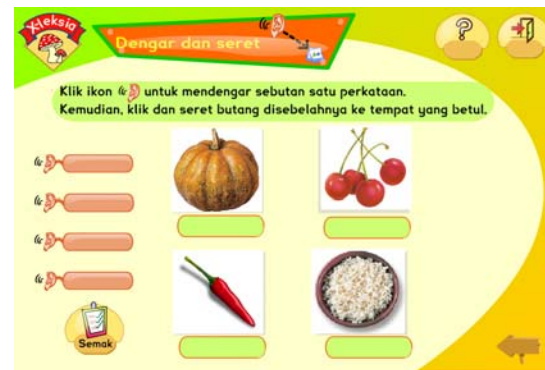 X-leksia
Dengar dan seret
?
Klik ikon untuk mendengar sebutan satu perkataan.
Kemudian, klik dan seret butang disebelahnya ke tempat yang betul.
Semak